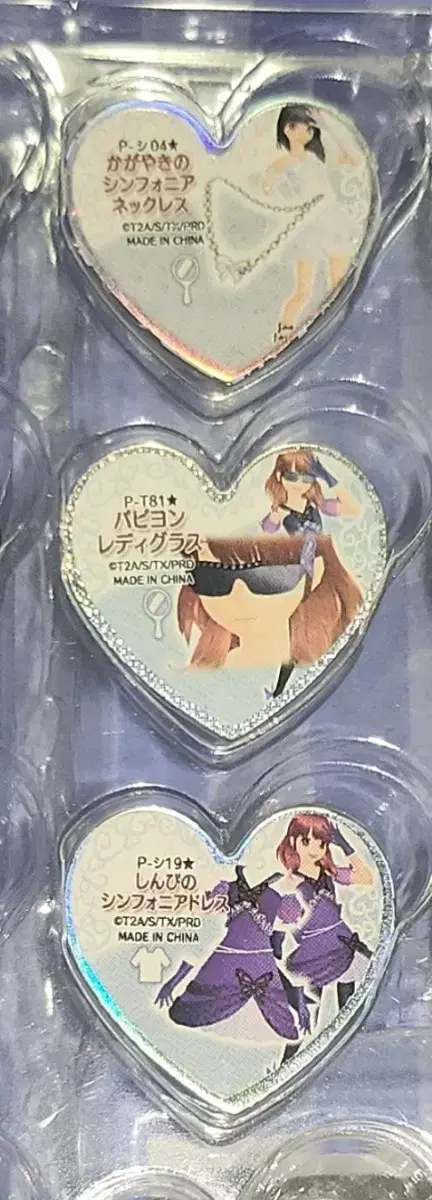 P-シ04★
かがやきの
シンフォニア
ネックレス
©T2A/S/TX/PRD
MADE IN CHINA
P-T81★
パピヨン
レディグラス
©T2A/S/TX/PRD
MADE IN CHINA
P-シ19★
しんぴの
シンフォニアドレス
©T2A/S/TX/PRD
MADE IN CHINA